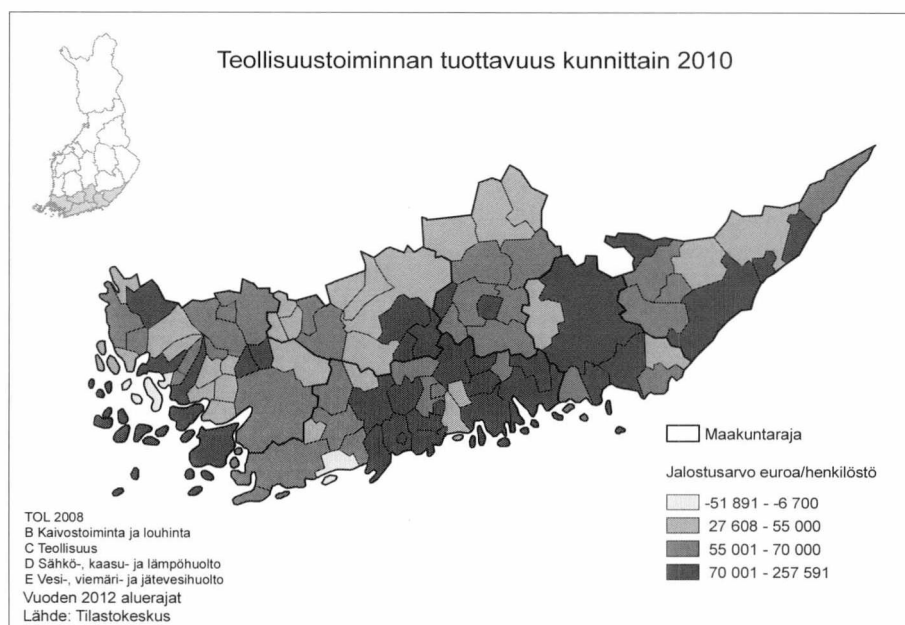 Teollisuustoiminnan tuottavuus kunnittain 2010
Maakuntaraja
Jalostusarvo euroa/henkilöstö
-51 891 - -6 700
27 608 - 55 000
55 001 - 70 000
70 001 - 257 591
TOL 2008
B Kaivostoiminta ja louhinta
C Teollisuus
D Sähkö-, kaasu- ja lämpöhuolto
E Vesi-, viemäri- ja jätevesihuolto
Vuoden 2012 aluerajat
Lähde: Tilastokeskus